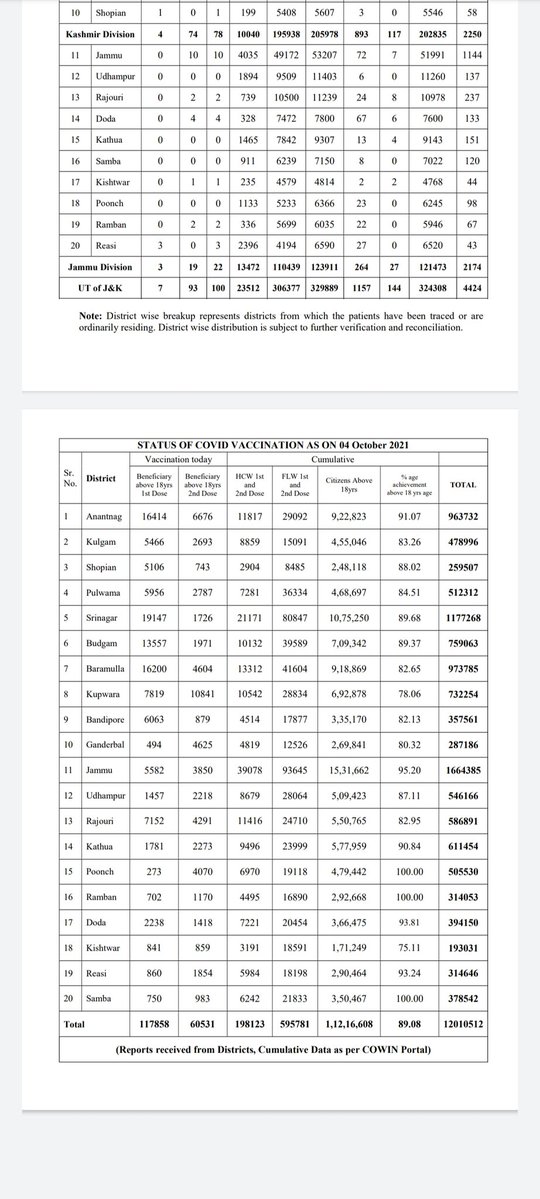 10 Shopian 1 0 1 199 5408 5607 3 0 5546 58
Kashmir Division 4 74 78 10040 195938 205978 893 117 202835 2250
11 Jammu 0 10 10 4035 49172 53207 72 7 51991 1144
12 Udhampur 0 0 0 1894 9509 11403 6 0 11260 137
13 Rajouri 0 2 2 739 10500 11239 24 8 10978 237
14 Doda 0 4 4 328 7472 7800 67 6 7600 133
15 Kathua 0 0 0 1465 7842 9307 13 4 9143 151
16 Samba 0 0 0 911 6239 7150 8 0 7022 120
17 Kishtwar 0 1 1 235 4579 4814 2 2 4768 44
18 Poonch 0 0 0 1133 5233 6366 23 0 6245 98
19 Ramban 0 2 2 336 5699 6035 22 0 5946 67
20 Reasi 3 0 3 2396 4194 6590 27 0 6520 43
Jammu Division 3 19 22 13472 110439 123911 264 27 121473 2174
UT of J&K 7 93 100 23512 306377 329889 1157 144 324308 4424
Note: District wise breakup represents districts from which the patients have been traced or are
ordinarily residing. District wise distribution is subject to further verification and reconciliation.
STATUS OF COVID VACCINATION AS ON 04 October 2021
Sr. No. District Vaccination today Cumulative TOTAL
Beneficiary above 18yrs 1st Dose Beneficiary above 18yrs 2nd Dose HCW 1st and 2nd Dose FLW 1st and 2nd Dose Citizens Above 18yrs % age achievement above 18 yrs age
1 Anantnag 16414 6676 11817 29092 9,22,823 91.07 963732
2 Kulgam 5466 2693 8859 15091 4,55,046 83.26 478996
3 Shopian 5106 743 2904 8485 2,48,118 88.02 259507
4 Pulwama 5956 2787 7281 36334 4,68,697 84.51 512312
5 Srinagar 19147 1726 21171 80847 10,75,250 89.68 1177268
6 Budgam 13557 1971 10132 39589 7,09,342 89.37 759063
7 Baramulla 16200 4604 13312 41604 9,18,869 82.65 973785
8 Kupwara 7819 10841 10542 28834 6,92,878 78.06 732254
9 Bandipore 6063 879 4514 17877 3,35,170 82.13 357561
10 Ganderbal 494 4625 4819 12526 2,69,841 80.32 287186
11 Jammu 5582 3850 39078 93645 15,31,662 95.20 1664385
12 Udhampur 1457 2218 8679 28064 5,09,423 87.11 546166
13 Rajouri 7152 4291 11416 24710 5,50,765 82.95 586891
14 Kathua 1781 2273 9496 23999 5,77,959 90.84 611454
15 Poonch 273 4070 6970 19118 4,79,442 100.00 505530
16 Ramban 702 1170 4495 16890 2,92,668 100.00 314053
17 Doda 2238 1418 7221 20454 3,66,475 93.81 394150
18 Kishtwar 841 859 3191 18591 1,71,249 75.11 193031
19 Reasi 860 1854 5984 18198 2,90,464 93.24 314646
20 Samba 750 983 6242 21833 3,50,467 100.00 378542
Total 117858 60531 198123 595781 1,12,16,608 89.08 12010512
(Reports received from Districts, Cumulative Data as per COWIN Portal)